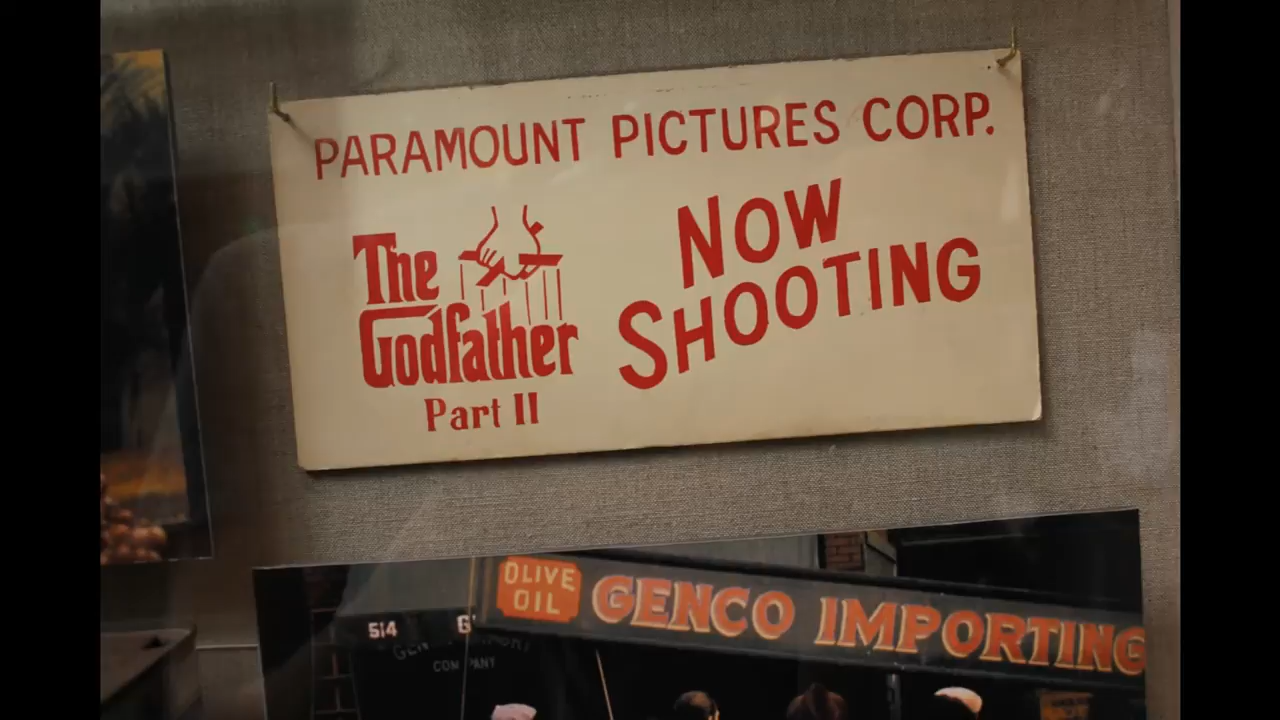 PARAMOUNT PICTURES CORP.
The
Godfather
Part II
NOW
SHOOTING
OLIVE
OIL
GENCO IMPORTING
514
COMPANY